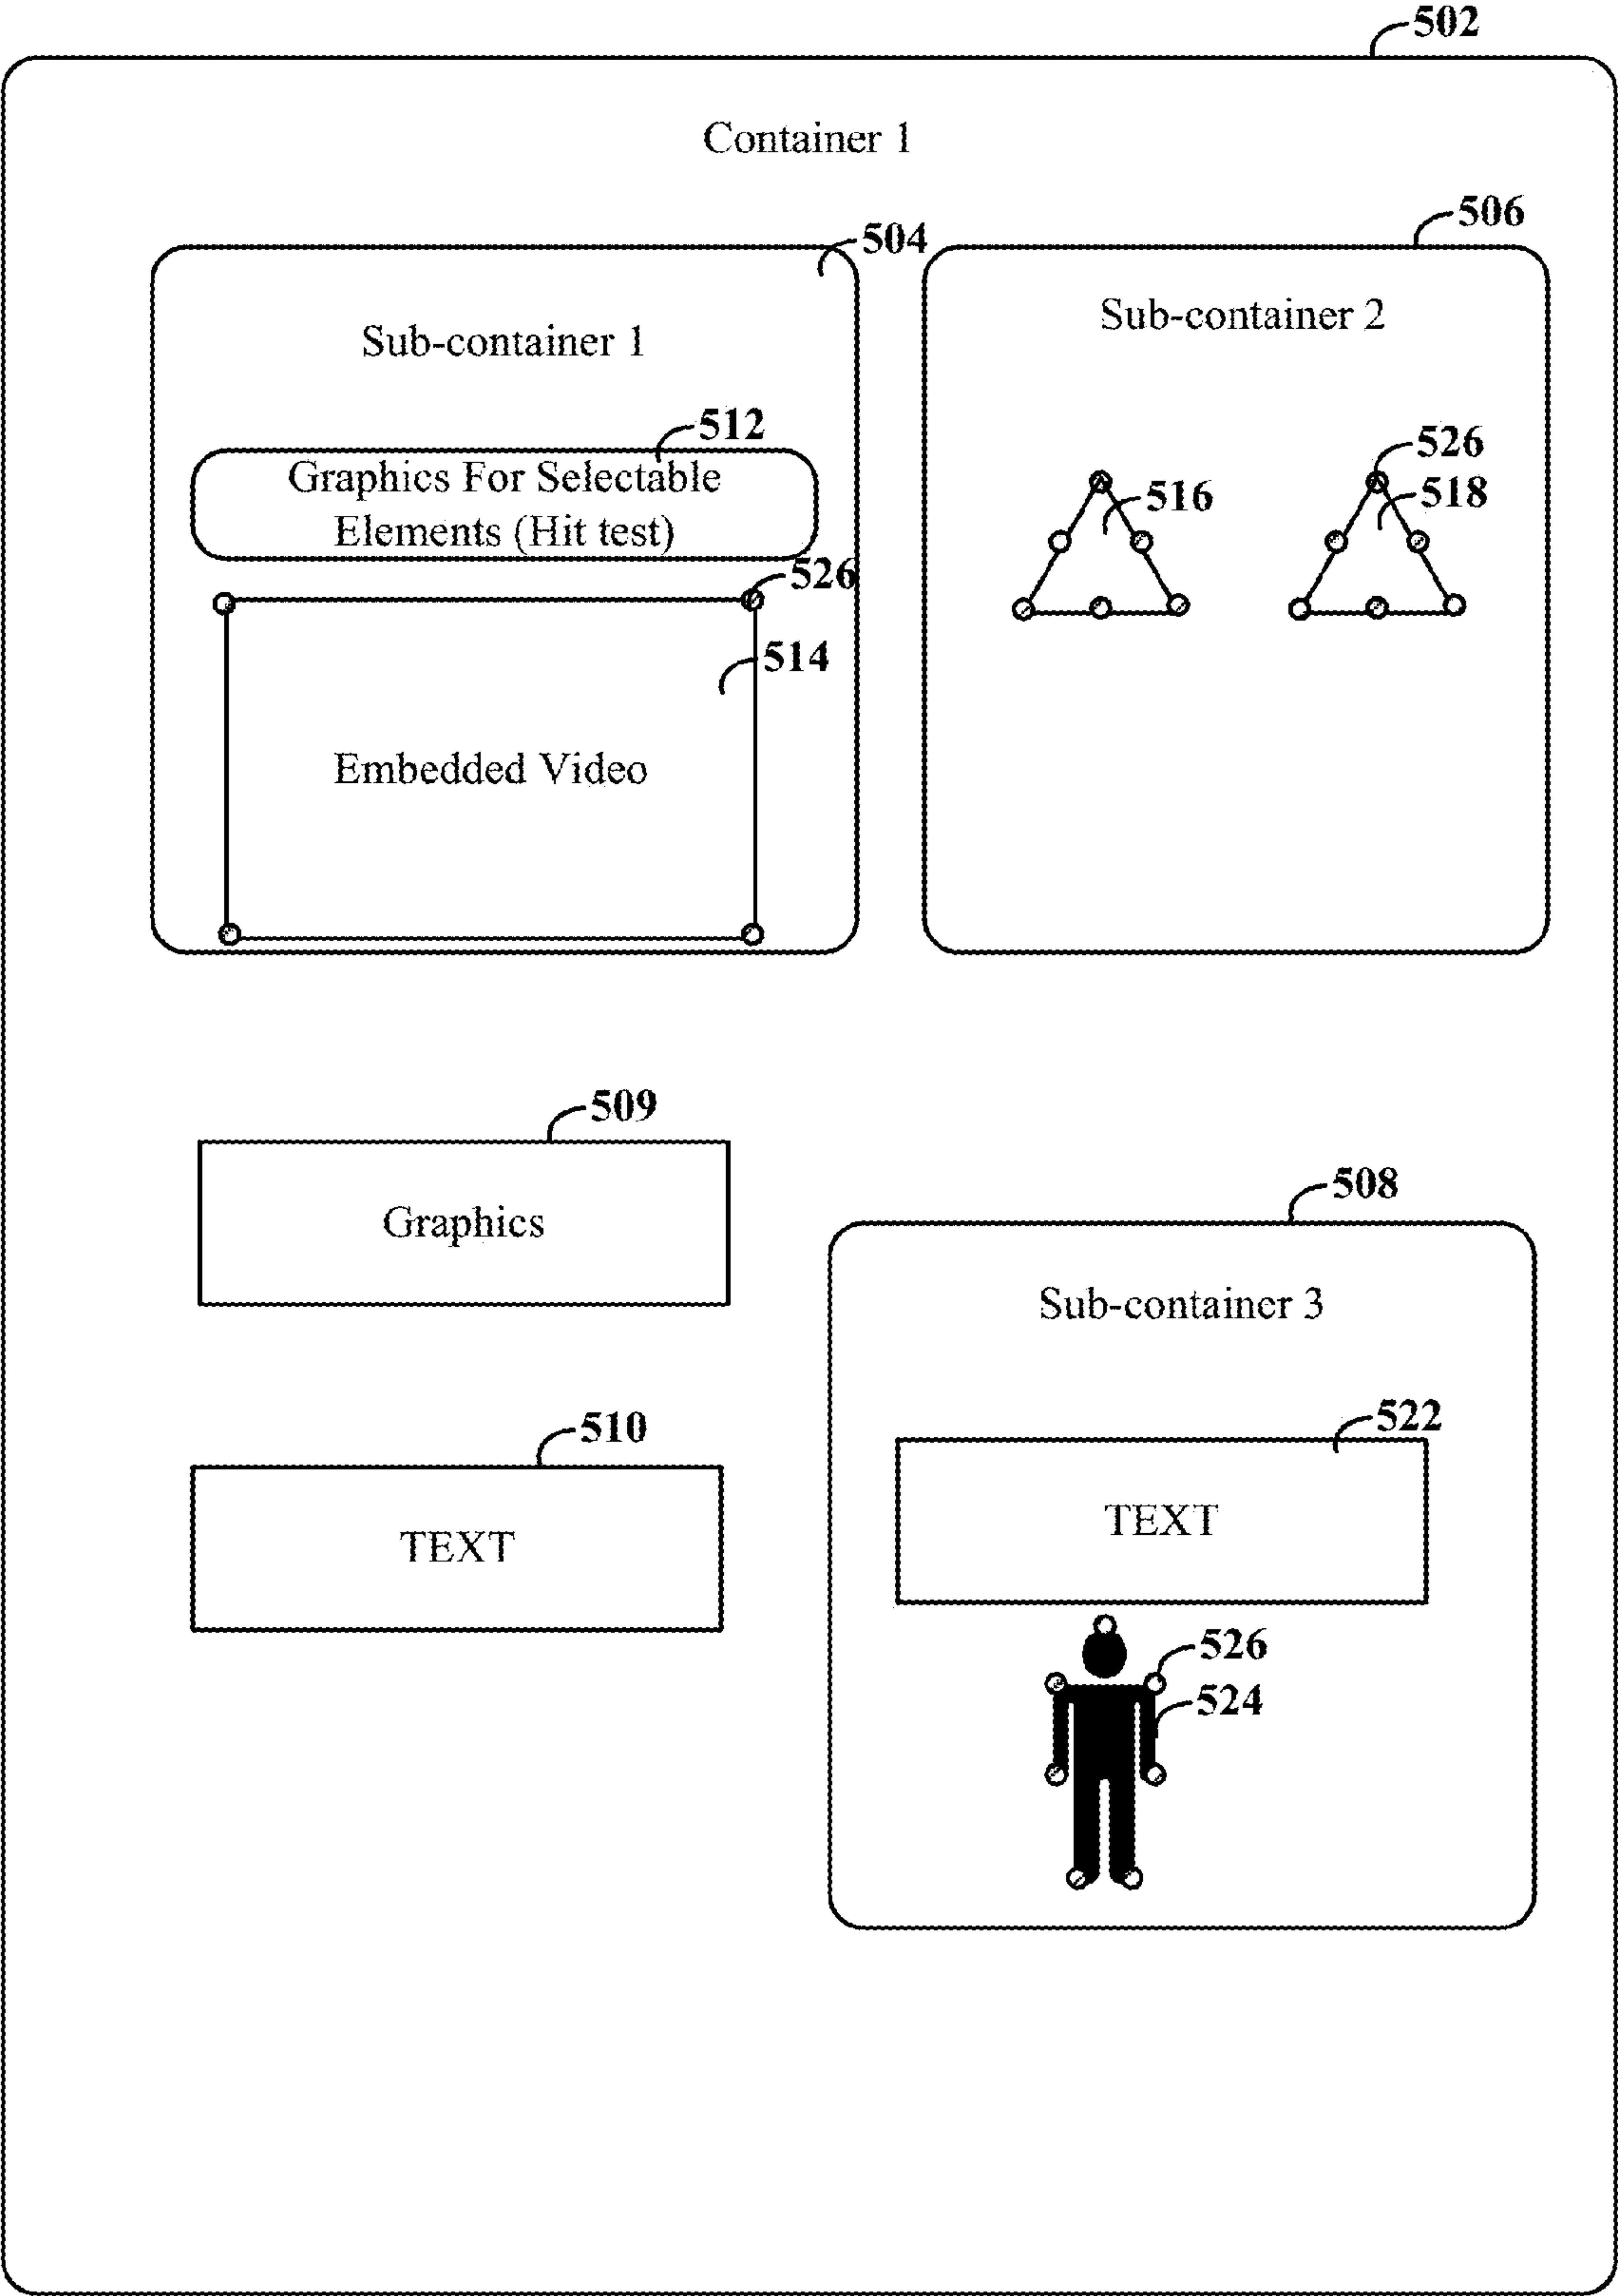 502
Container 1
506
504
Sub-container 2
Sub-container 1
512
Graphics For Selectable
Elements (Hit test)
526
516
518
526
514
Embedded Video
509
Graphics
508
Sub-container 3
510
TEXT
522
TEXT
526
524